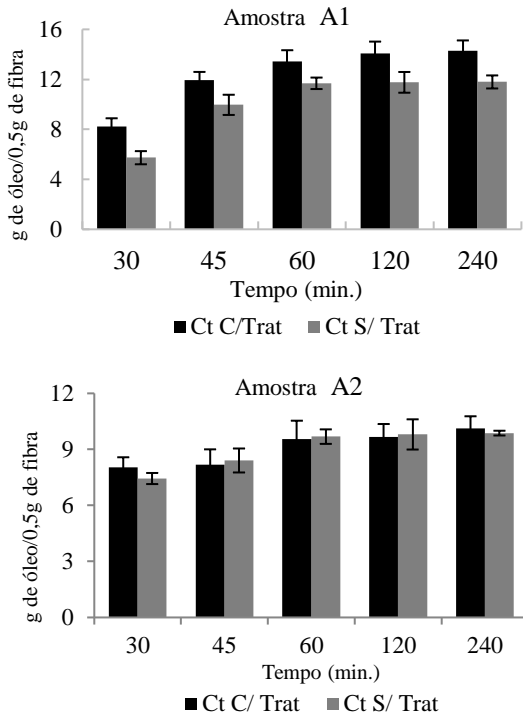 Amostra A1
g de óleo/0,5g de fibra
16
12
8
4
0
30 45 60 120 240
Tempo (min.)
Ct C/Trat Ct S/ Trat
Amostra A2
g de óleo/0,5g de fibra
12
9
6
3
0
30 45 60 120 240
Tempo (min.)
Ct C/ Trat Ct S/ Trat